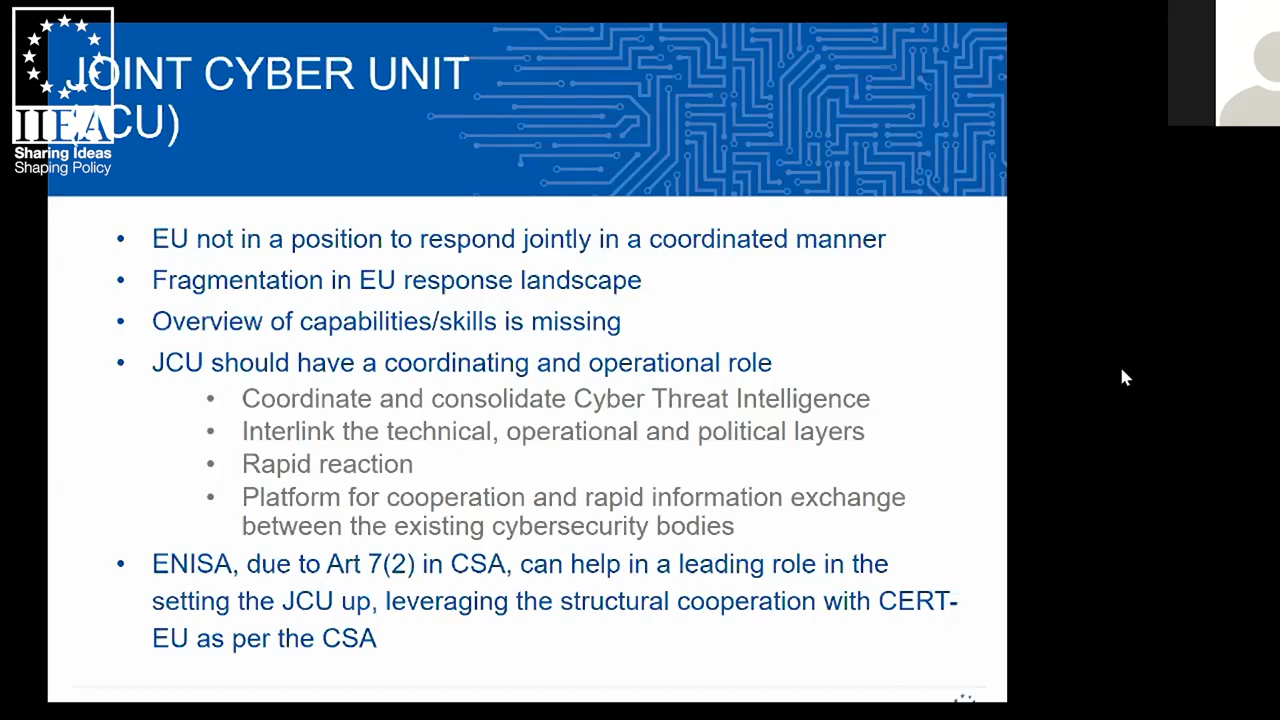 JOINT CYBER UNIT
(JCU)
IIEA
Sharing Ideas
Shaping Policy
• EU not in a position to respond jointly in a coordinated manner
• Fragmentation in EU response landscape
• Overview of capabilities/skills is missing
• JCU should have a coordinating and operational role
• Coordinate and consolidate Cyber Threat Intelligence
• Interlink the technical, operational and political layers
• Rapid reaction
• Platform for cooperation and rapid information exchange
between the existing cybersecurity bodies
• ENISA, due to Art 7(2) in CSA, can help in a leading role in the
setting the JCU up, leveraging the structural cooperation with CERT-
EU as per the CSA